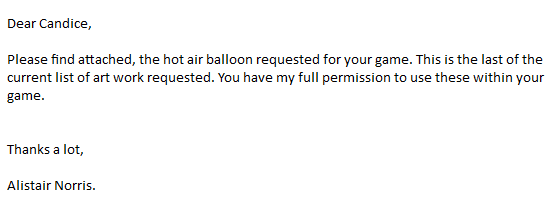 Dear Candice,
Please find attached, the hot air balloon requested for your game. This is the last of the
current list of art work requested. You have my full permission to use these within your
game.
Thanks a lot,
Alistair Norris.